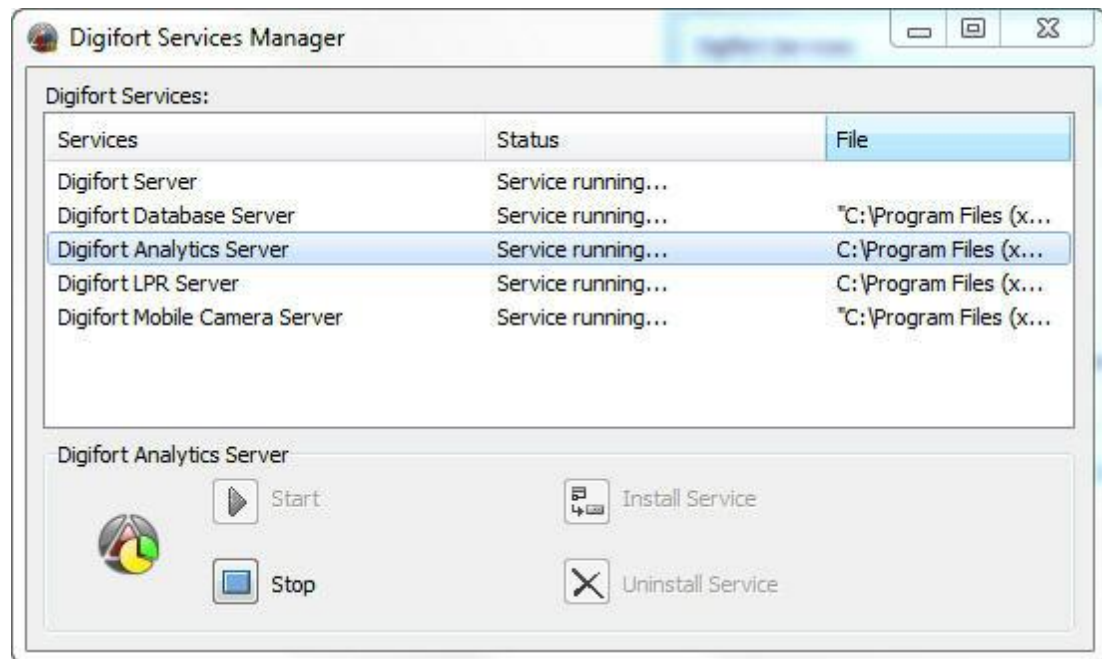 Digifort Services Manager
Digifort Services:
Services Status File
Digifort Server Service running...
Digifort Database Server Service running... "C:\Program Files (x...
Digifort Analytics Server Service running... C:\Program Files (x...
Digifort LPR Server Service running... C:\Program Files (x...
Digifort Mobile Camera Server Service running... "C:\Program Files (x...
Digifort Analytics Server
Start Install Service
Stop Uninstall Service